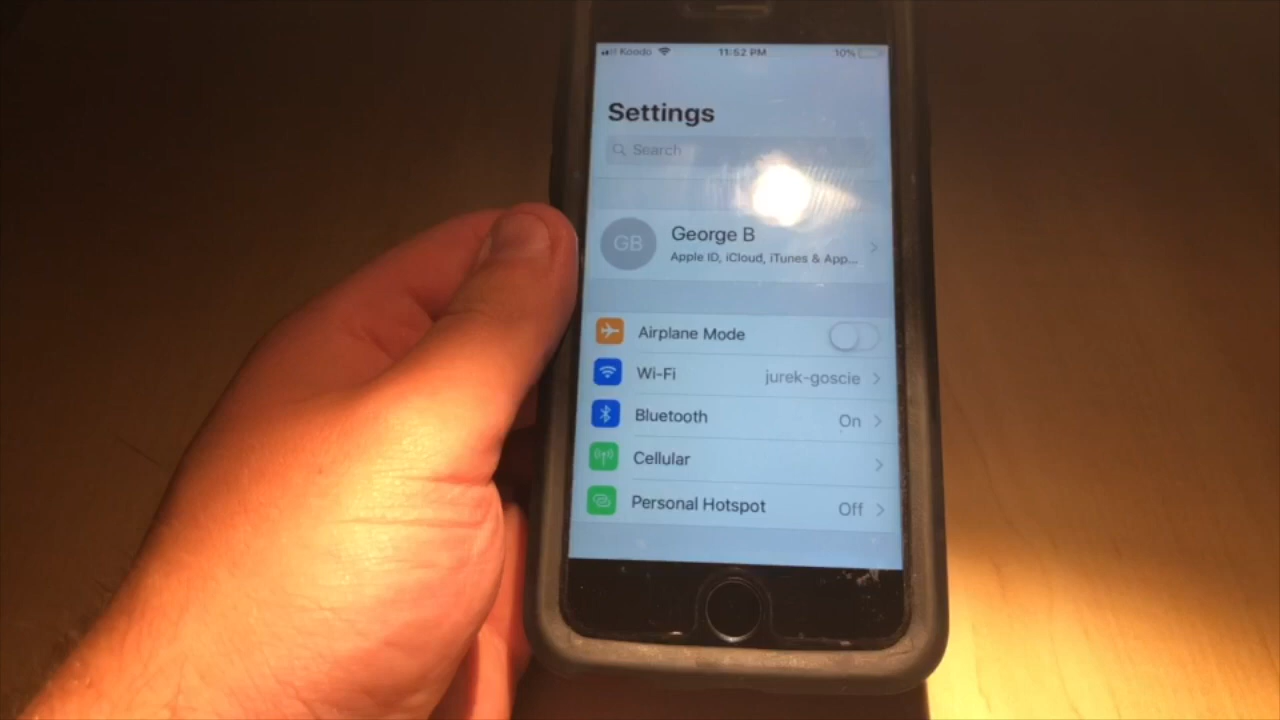 Koodo 11:52 PM 10%
Settings
Search
GB
George B
Apple ID, iCloud, iTunes & App...
Airplane Mode
Wi-Fi jurek-goscie
Bluetooth On
Cellular
Personal Hotspot Off